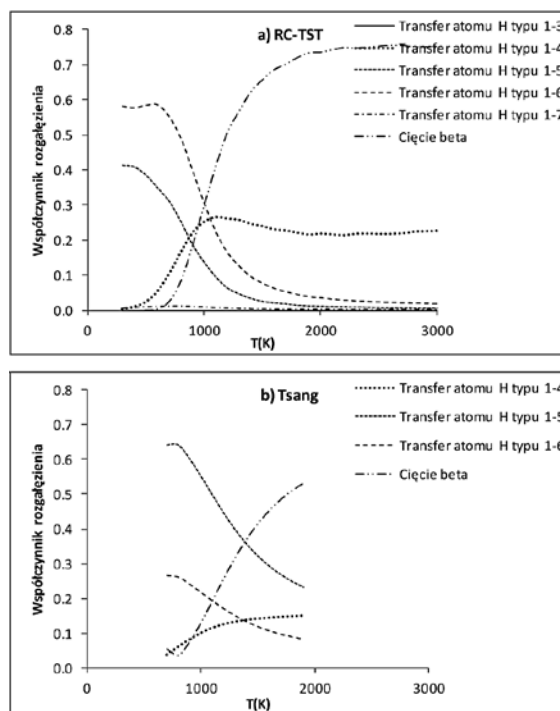 a) RC-TST
Transfer atomu H typu 1-3
Transfer atomu H typu 1-4
Transfer atomu H typu 1-5
Transfer atomu H typu 1-6
Transfer atomu H typu 1-7
Cięcie beta
Współczynnik rozgałęzienia
0.8
0.7
0.6
0.5
0.4
0.3
0.2
0.1
0.0
0
1000
2000
3000
T(K)
b) Tsang
Transfer atomu H typu 1-4
Transfer atomu H typu 1-5
Transfer atomu H typu 1-6
Cięcie beta
Współczynnik rozgałęzienia
0.8
0.7
0.6
0.5
0.4
0.3
0.2
0.1
0.0
0
1000
2000
3000
T(K)